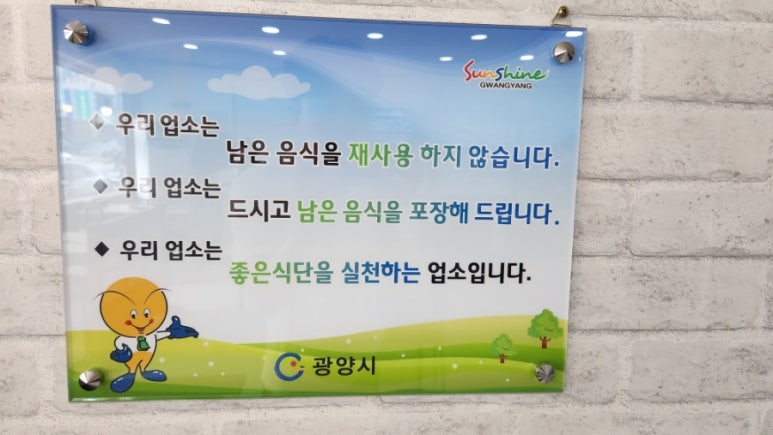 Sunshine
GWANGYANG
◆ 우리 업소는
남은 음식을 재사용 하지 않습니다.
◆ 우리 업소는
드시고 남은 음식을 포장해 드립니다.
◆ 우리 업소는
좋은식단을 실천하는 업소입니다.
광양시